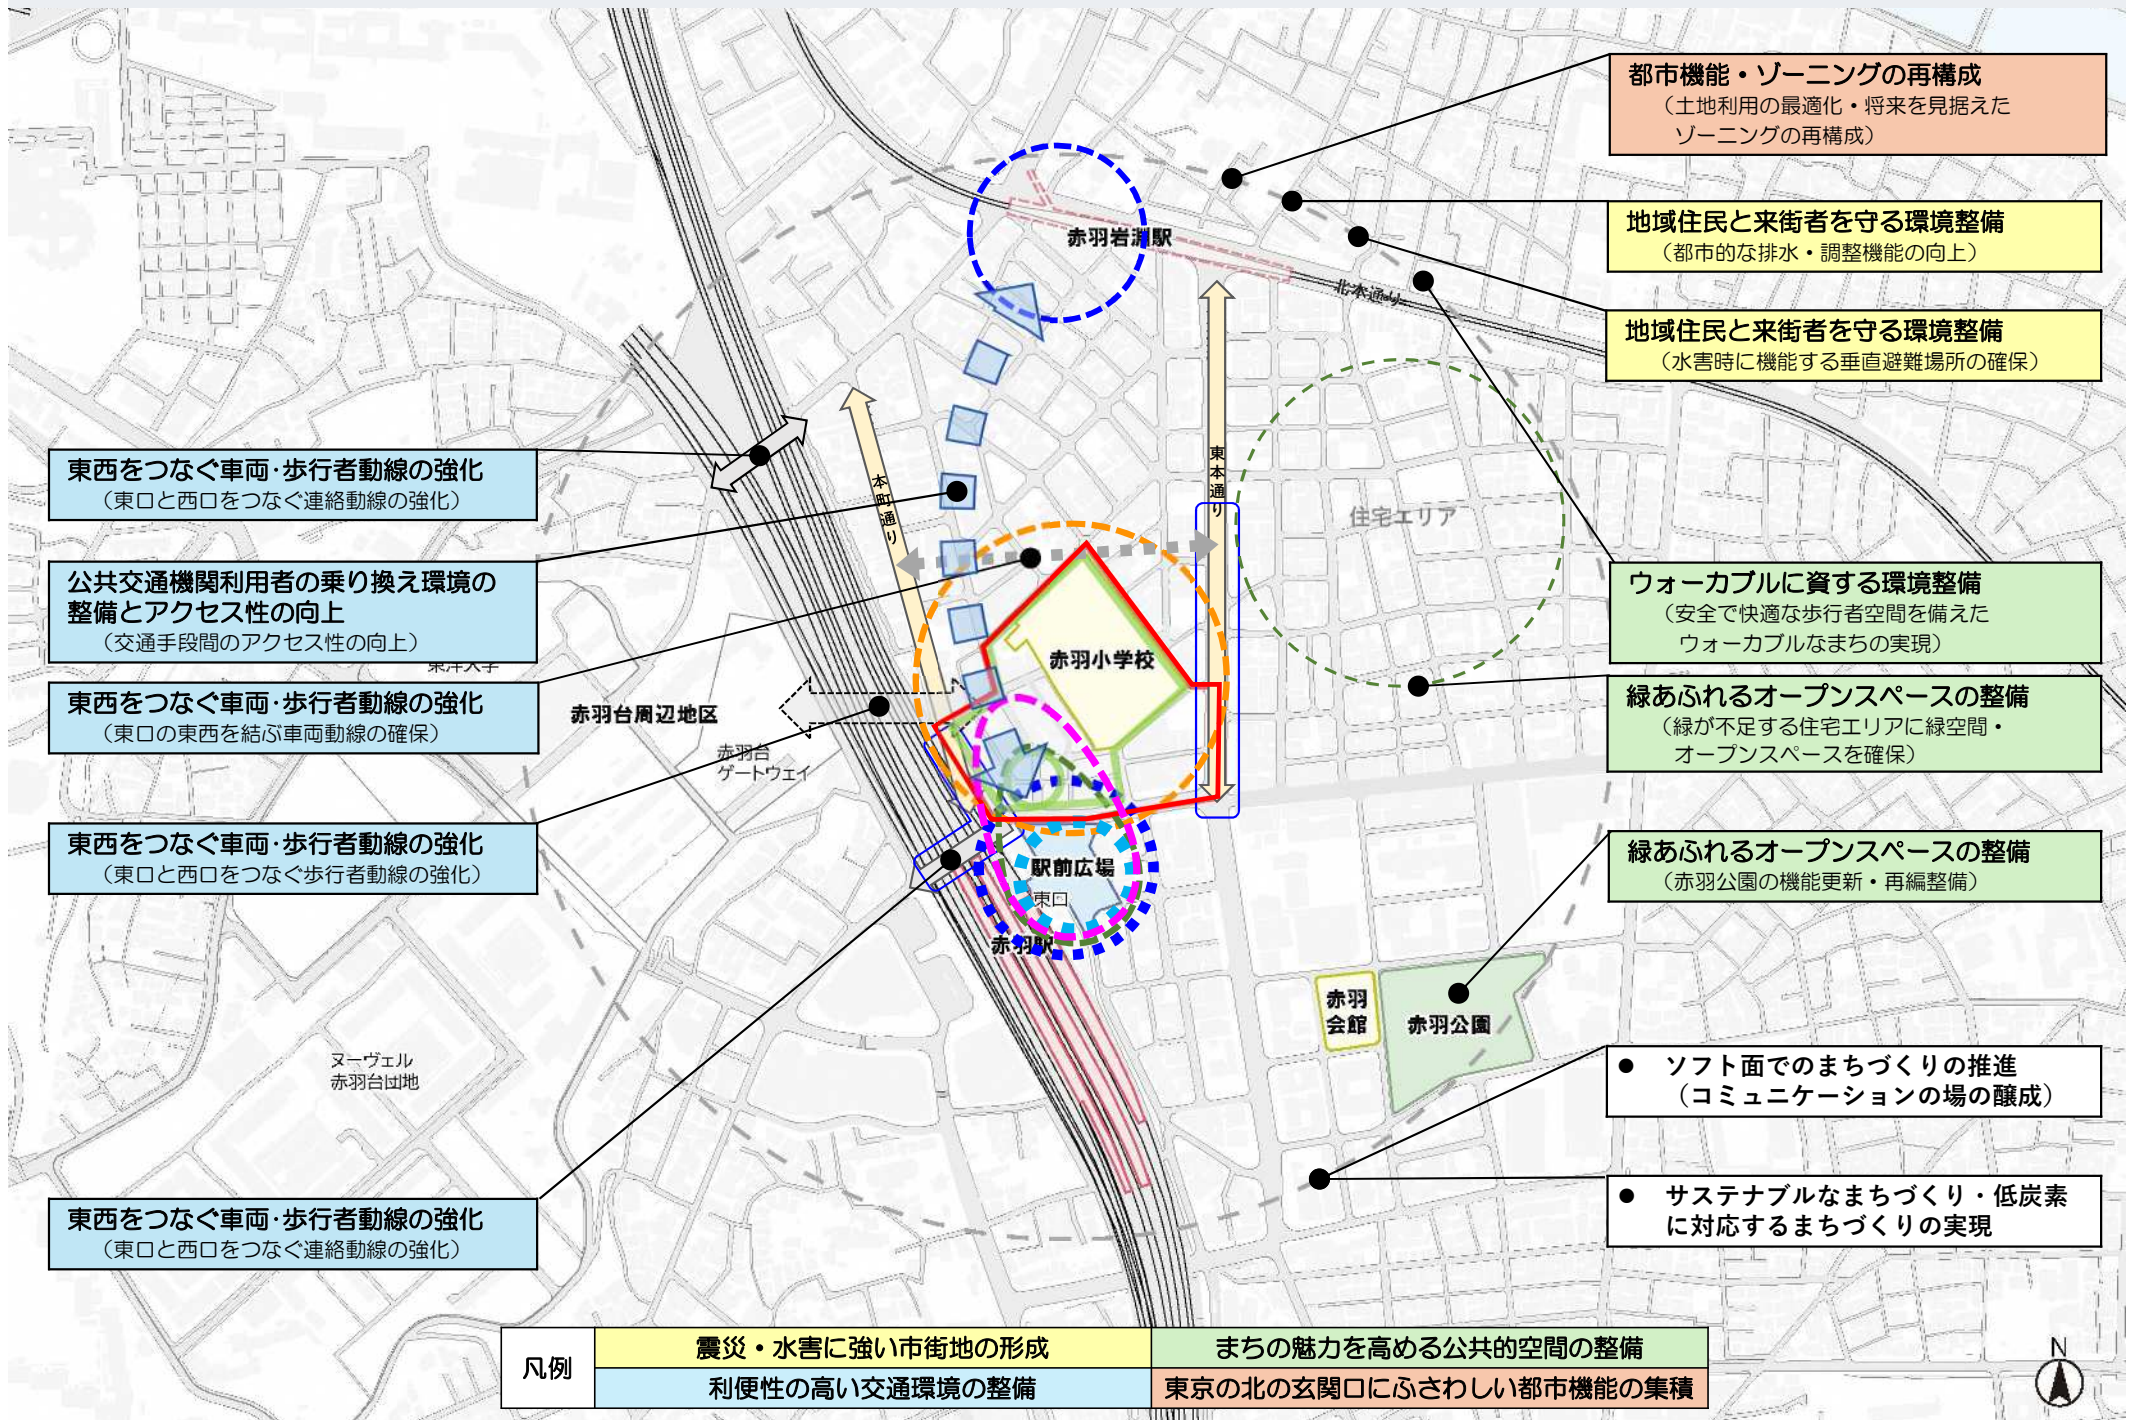 都市機能・ゾーニングの再構成
（土地利用の最適化・将来を見据えた
ゾーニングの再構成）
地域住民と来街者を守る環境整備
（都市的な排水・調整機能の向上）
地域住民と来街者を守る環境整備
（水害時に機能する垂直避難場所の確保）
赤羽岩淵駅
北本通り
東西をつなぐ車両･歩行者動線の強化
（東口と西口をつなぐ連絡動線の強化）
本町通り
東本通り
住宅エリア
公共交通機関利用者の乗り換え環境の
整備とアクセス性の向上
（交通手段間のアクセス性の向上）
東洋大学
ウォーカブルに資する環境整備
（安全で快適な歩行者空間を備えた
ウォーカブルなまちの実現）
赤羽小学校
東西をつなぐ車両･歩行者動線の強化
（東口の東西を結ぶ車両動線の確保）
赤羽台周辺地区
赤羽台
ゲートウェイ
緑あふれるオープンスペースの整備
（緑が不足する住宅エリアに緑空間・
オープンスペースを確保）
東西をつなぐ車両･歩行者動線の強化
（東口と西口をつなぐ歩行者動線の強化）
駅前広場
東口
赤羽駅
緑あふれるオープンスペースの整備
（赤羽公園の機能更新・再編整備）
赤羽
会館
赤羽公園
ヌーヴェル
赤羽台団地
● ソフト面でのまちづくりの推進
（コミュニケーションの場の醸成）
● サステナブルなまちづくり・低炭素
に対応するまちづくりの実現
東西をつなぐ車両･歩行者動線の強化
（東口と西口をつなぐ連絡動線の強化）
凡例
震災・水害に強い市街地の形成
まちの魅力を高める公共的空間の整備
利便性の高い交通環境の整備
東京の北の玄関口にふさわしい都市機能の集積
N